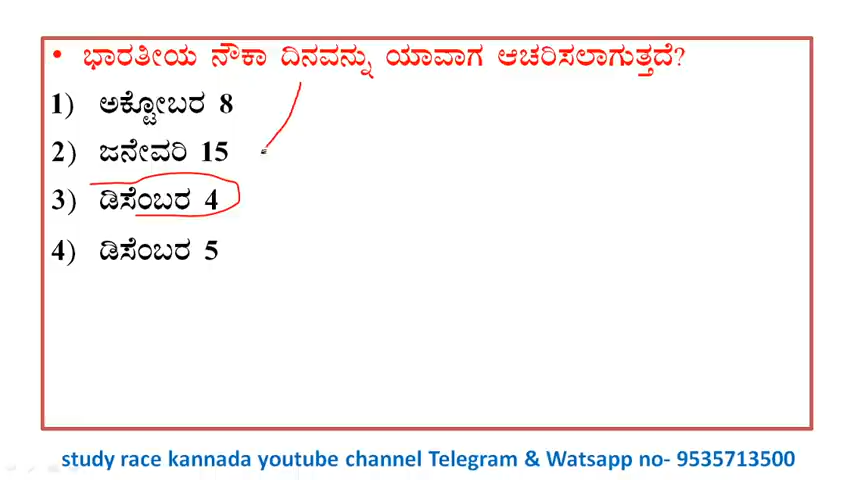 • ಭಾರತೀಯ ನೌಕಾ ದಿನವನ್ನು ಯಾವಾಗ ಆಚರಿಸಲಾಗುತ್ತದೆ?
1) ಅಕ್ಟೋಬರ 8
2) ಜನೇವರಿ 15
3) ಡಿಸೆಂಬರ 4
4) ಡಿಸೆಂಬರ 5
study race kannada youtube channel Telegram & Watsapp no- 9535713500